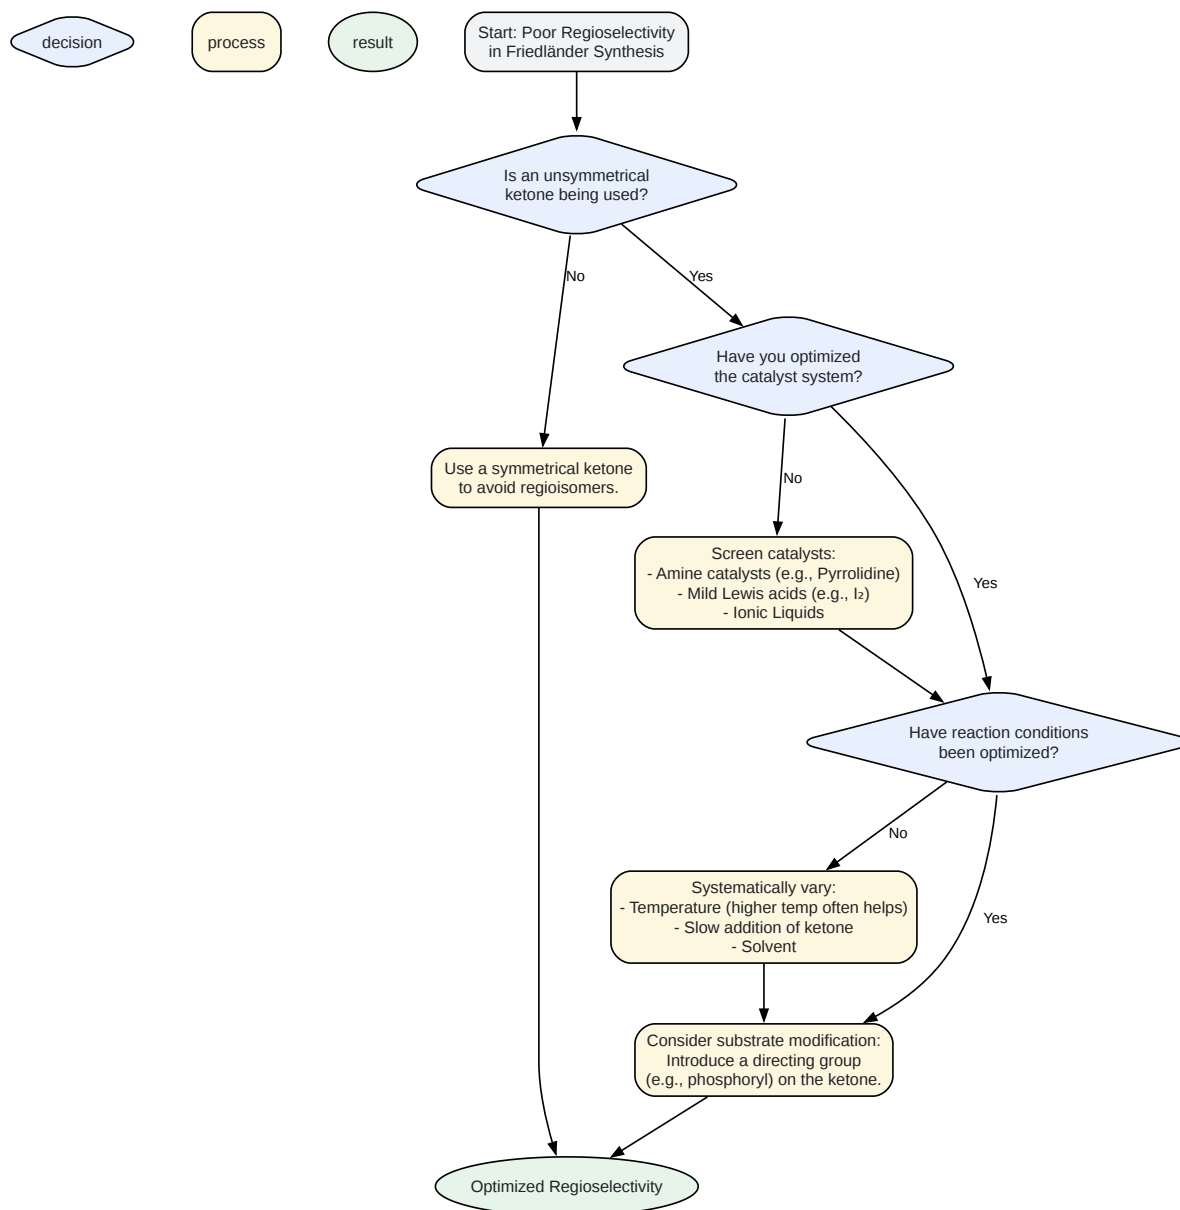 decision
process
result
Start: Poor Regioselectivity
in Friedländer Synthesis
Is an unsymmetrical
ketone being used?
No
Yes
Have you optimized
the catalyst system?
Use a symmetrical ketone
to avoid regioisomers.
No
Screen catalysts:
- Amine catalysts (e.g., Pyrrolidine)
- Mild Lewis acids (e.g., I₂)
- Ionic Liquids
Yes
Have reaction conditions
been optimized?
No
Systematically vary:
- Temperature (higher temp often helps)
- Slow addition of ketone
- Solvent
Yes
Consider substrate modification:
Introduce a directing group
(e.g., phosphoryl) on the ketone.
Optimized Regioselectivity